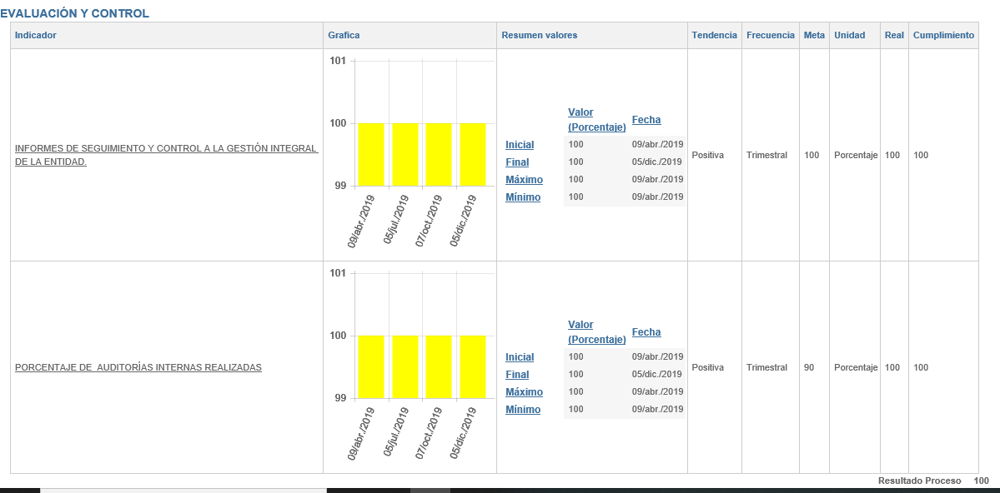 EVALUACIÓN Y CONTROL
Indicador Grafica Resumen valores Tendencia Frecuencia Meta Unidad Real Cumplimiento
INFORMES DE SEGUIMIENTO Y CONTROL A LA GESTIÓN INTEGRAL
DE LA ENTIDAD.
101
100
99
09/abr./2019
05/jul./2019
07/oct./2019
05/dic./2019
Valor
(Porcentaje) Fecha
Inicial 100 09/abr./2019
Final 100 05/dic./2019
Máximo 100 09/abr./2019
Mínimo 100 09/abr./2019
Positiva Trimestral 100 Porcentaje 100 100
PORCENTAJE DE AUDITORÍAS INTERNAS REALIZADAS
101
100
99
09/abr./2019
05/jul./2019
07/oct./2019
05/dic./2019
Valor
(Porcentaje) Fecha
Inicial 100 09/abr./2019
Final 100 05/dic./2019
Máximo 100 09/abr./2019
Mínimo 100 09/abr./2019
Positiva Trimestral 90 Porcentaje 100 100
Resultado Proceso 100